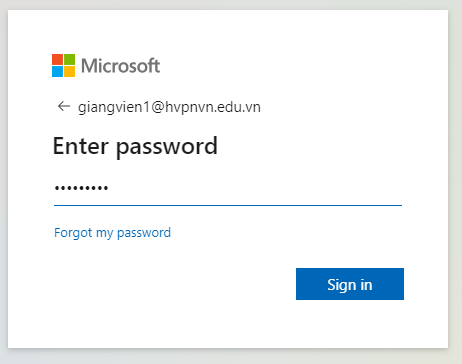 Microsoft
← giangvien1@hvpnvn.edu.vn
Enter password
•••••••••
Forgot my password
Sign in